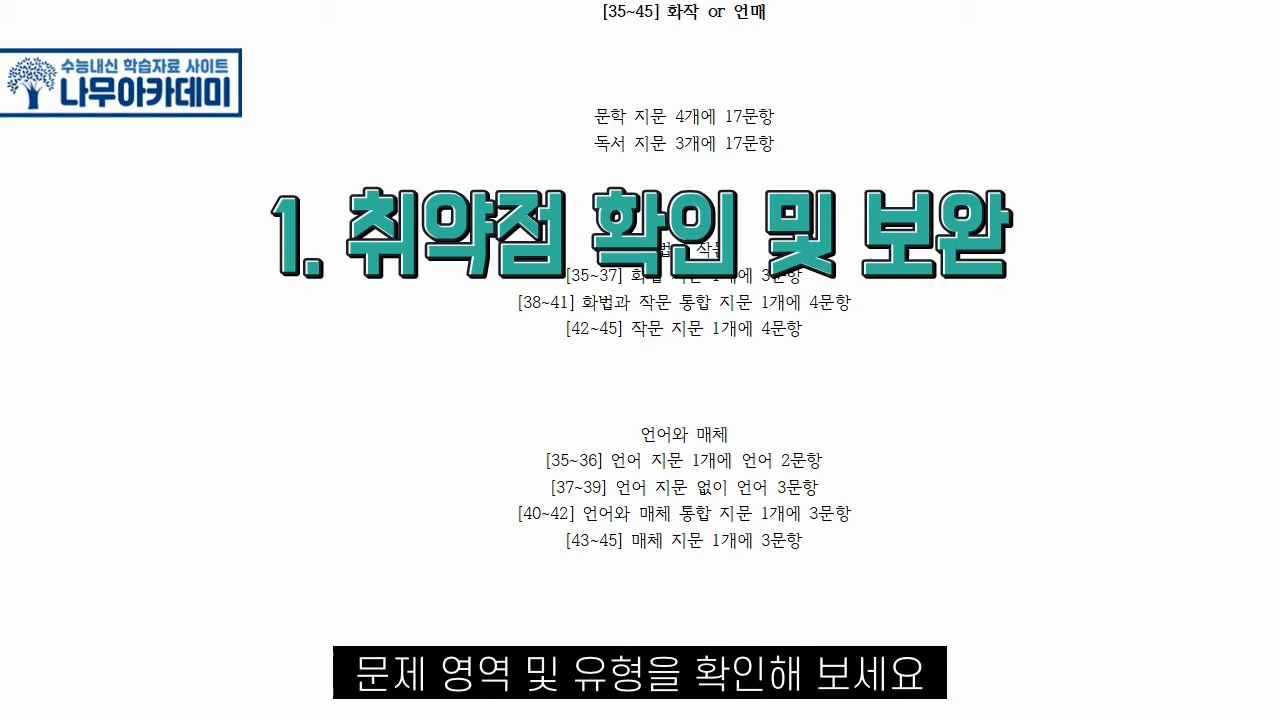 [35~45] 화작 or 언매
수능내신 학습자료 사이트
나무아카데미
문학 지문 4개에 17문항
독서 지문 3개에 17문항
1. 취약점 확인 및 보완
[35~37] 화법 지문 1개에 3문항
[38~41] 화법과 작문 통합 지문 1개에 4문항
[42~45] 작문 지문 1개에 4문항
언어와 매체
[35~36] 언어 지문 1개에 언어 2문항
[37~39] 언어 지문 없이 언어 3문항
[40~42] 언어와 매체 통합 지문 1개에 3문항
[43~45] 매체 지문 1개에 3문항
문제 영역 및 유형을 확인해 보세요